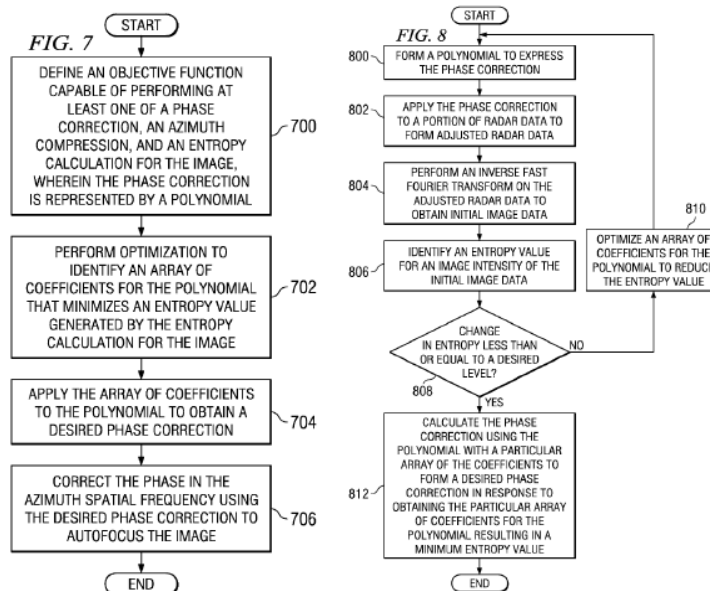 FIG. 7
START
DEFINE AN OBJECTIVE FUNCTION
CAPABLE OF PERFORMING AT
LEAST ONE OF A PHASE
CORRECTION, AN AZIMUTH
COMPRESSION, AND AN ENTROPY
CALCULATION FOR THE IMAGE,
WHEREIN THE PHASE CORRECTION
IS REPRESENTED BY A POLYNOMIAL
700
PERFORM OPTIMIZATION TO
IDENTIFY AN ARRAY OF
COEFFICIENTS FOR THE POLYNOMIAL
THAT MINIMIZES AN ENTROPY VALUE
GENERATED BY THE ENTROPY
CALCULATION FOR THE IMAGE
702
APPLY THE ARRAY OF COEFFICIENTS
TO THE POLYNOMIAL TO OBTAIN A
DESIRED PHASE CORRECTION
704
CORRECT THE PHASE IN THE
AZIMUTH SPATIAL FREQUENCY USING
THE DESIRED PHASE CORRECTION TO
AUTOFOCUS THE IMAGE
706
END
FIG. 8
START
800
FORM A POLYNOMIAL TO EXPRESS
THE PHASE CORRECTION
802
APPLY THE PHASE CORRECTION
TO A PORTION OF RADAR DATA TO
FORM ADJUSTED RADAR DATA
804
PERFORM AN INVERSE FAST
FOURIER TRANSFORM ON THE
ADJUSTED RADAR DATA TO
OBTAIN INITIAL IMAGE DATA
806
IDENTIFY AN ENTROPY VALUE
FOR AN IMAGE INTENSITY OF THE
INITIAL IMAGE DATA
810
OPTIMIZE AN ARRAY OF
COEFFICIENTS FOR THE
POLYNOMIAL TO REDUCE
THE ENTROPY VALUE
CHANGE
IN ENTROPY LESS THAN
OR EQUAL TO A DESIRED
LEVEL?
NO
808
YES
CALCULATE THE PHASE
CORRECTION USING THE
POLYNOMIAL WITH A PARTICULAR
ARRAY OF THE COEFFICIENTS TO
FORM A DESIRED PHASE
CORRECTION IN RESPONSE TO
OBTAINING THE PARTICULAR ARRAY
OF COEFFICIENTS FOR THE
POLYNOMIAL RESULTING IN A
MINIMUM ENTROPY VALUE
812
END